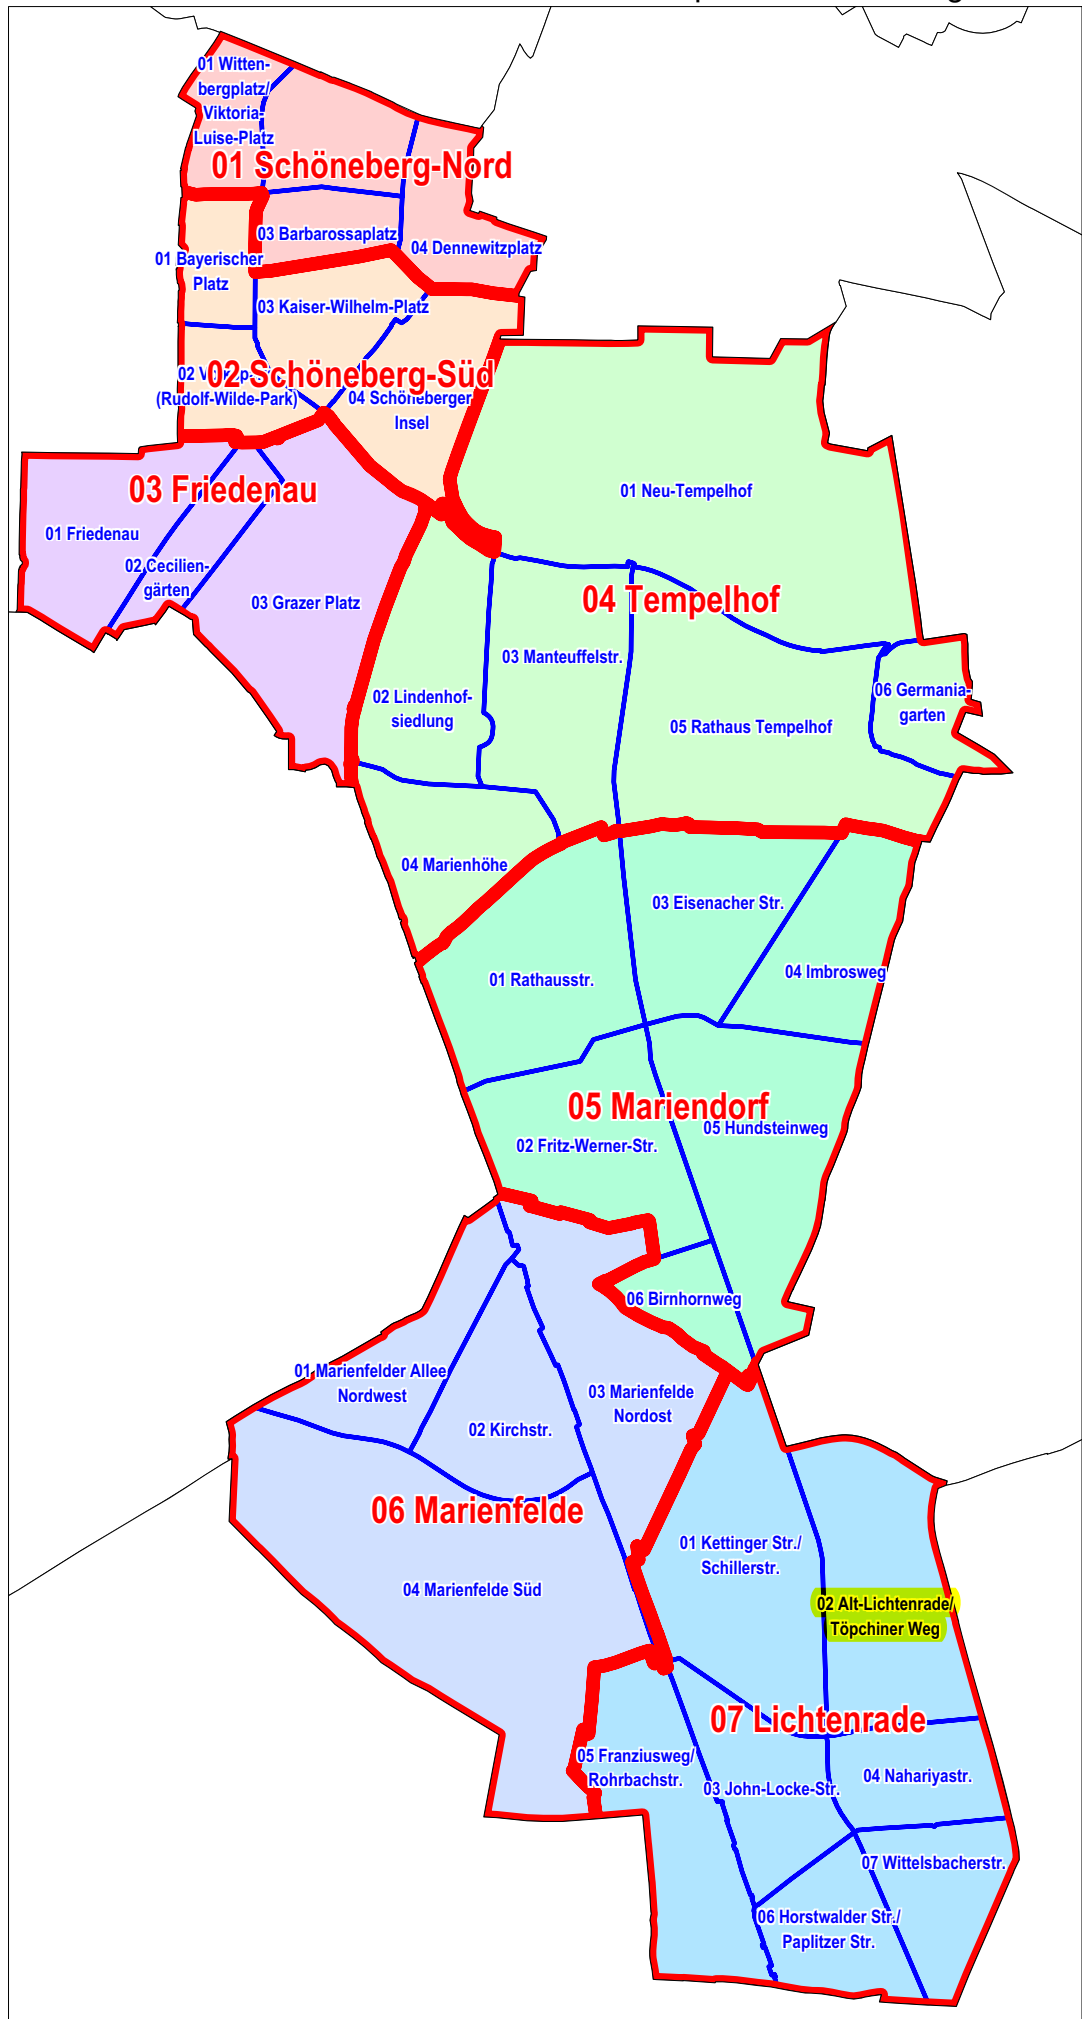 01 Witten-
bergplatz/
Viktoria-
Luise-Platz
01 Schöneberg-Nord
03 Barbarossaplatz
04 Dennewitzplatz
01 Bayerischer
Platz
03 Kaiser-Wilhelm-Platz
02 Schöneberg-Süd
02
(Rudolf-Wilde-Park)
04 Schöneberger
Insel
03 Friedenau
01 Neu-Tempelhof
01 Friedenau
02 Cecilien-
gärten
03 Grazer Platz
04 Tempelhof
03 Manteuffelstr.
02 Lindenhof-
siedlung
06 Germania-
garten
05 Rathaus Tempelhof
04 Marienhöhe
03 Eisenacher Str.
01 Rathausstr.
04 Imbrosweg
05 Mariendorf
05 Hundsteinweg
02 Fritz-Werner-Str.
06 Birnhornweg
01 Marienfelder Allee
Nordwest
03 Marienfelde
Nordost
02 Kirchstr.
06 Marienfelde
01 Kettinger Str./
Schillerstr.
04 Marienfelde Süd
02 Alt-Lichtenrade/
Töpchiner Weg
07 Lichtenrade
05 Franziusweg/
Rohrbachstr.
03 John-Locke-Str.
04 Nahariyastr.
07 Wittelsbacherstr.
06 Horstwalder Str./
Paplitzer Str.